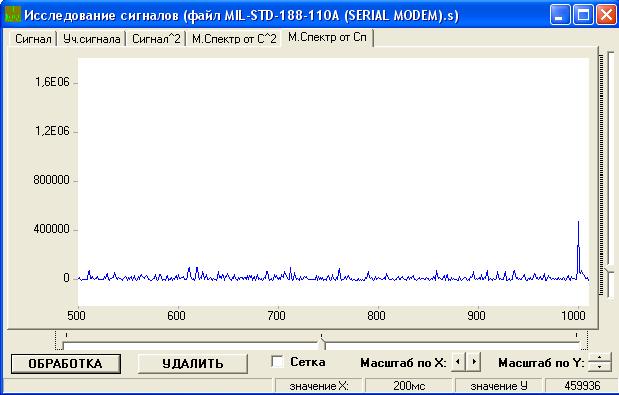 Исследование сигналов (файл MIL-STD-188-110A (SERIAL MODEM).s)
Сигнал Уч.сигнала Сигнал^2 М.Спектр от С^2 М.Спектр от Сп
1,6E06
1,2E06
800000
400000
0
500 600 700 800 900 1000
ОБРАБОТКА УДАЛИТЬ Сетка Масштаб по X: Масштаб по Y:
значение X: 200мс значение У 459936